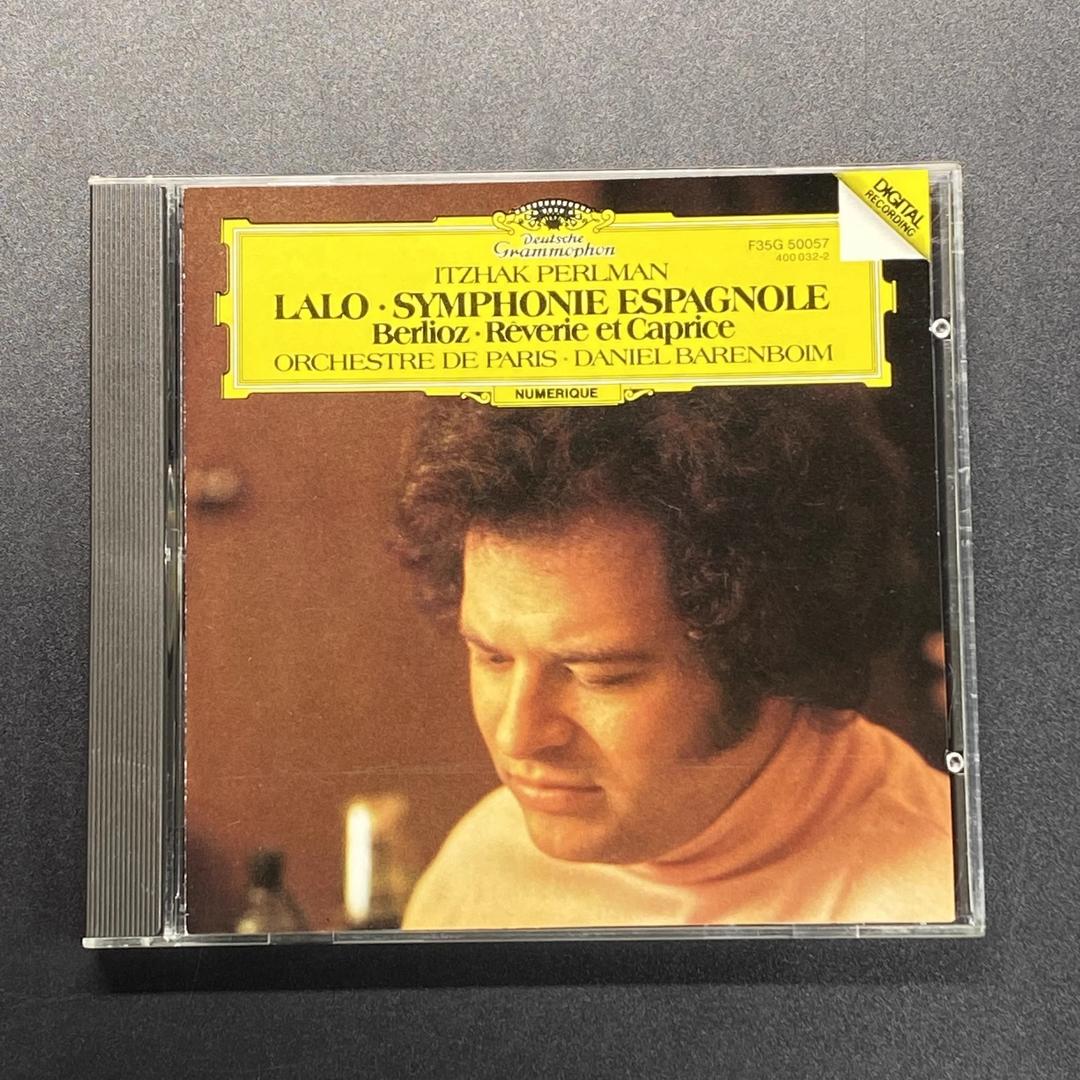 DIGITAL
RECORDING
Deutsche
Grammophon
F35G 50057
400 032-2
ITZHAK PERLMAN
LALO · SYMPHONIE ESPAGNOLE
Berlioz · Rêverie et Caprice
ORCHESTRE DE PARIS · DANIEL BARENBOIM
NUMERIQUE